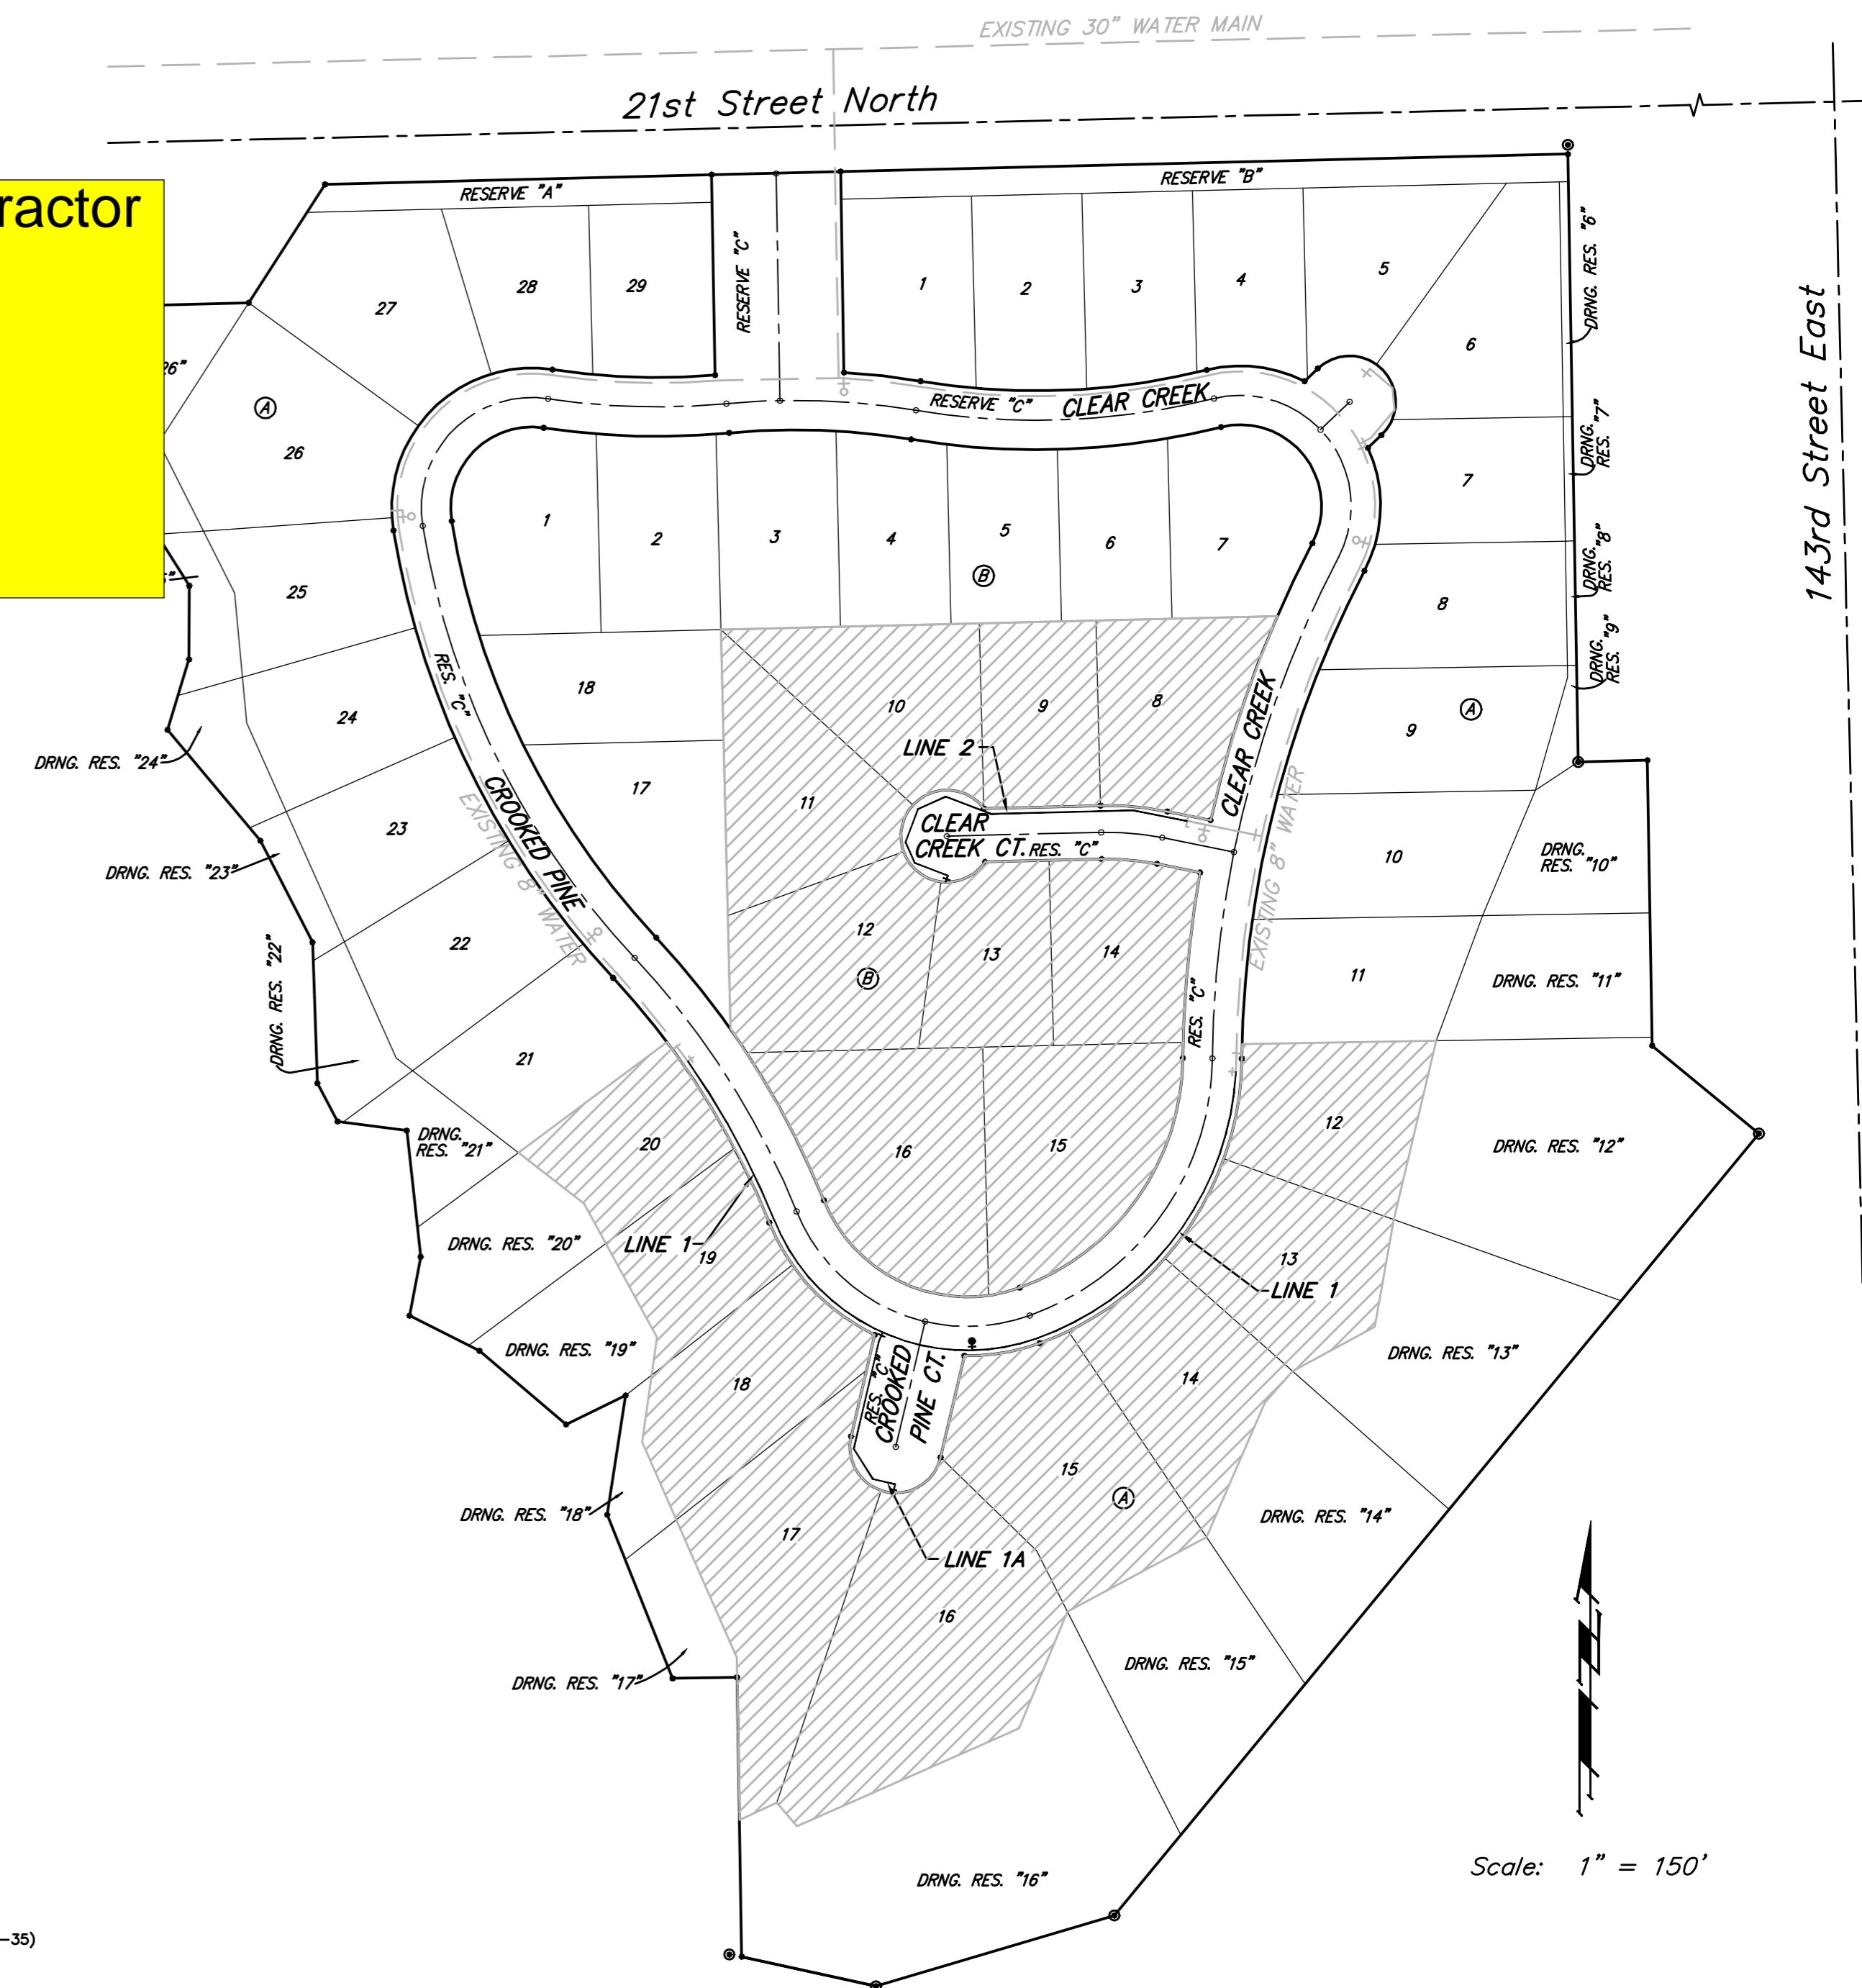 EXISTING 30" WATER MAIN
21st Street North
ractor
RESERVE "A"
RESERVE "B"
RESERVE "C"
DRNG. RES. "6"
143rd Street East
27
28
29
1
2
3
4
5
6
26"
A
26
RESERVE "C"
CLEAR CREEK
DRNG.
RES. "7"
7
1
2
3
4
5
6
7
B
DRNG.
RES. "8"
8
25
DRNG.
RES. "9"
RES. "C"
18
10
9
8
CLEAR CREEK
9
A
24
DRNG. RES. "24"
LINE 2
17
11
CROOKED PINE
EXISTING 8" WATER
CLEAR
CREEK CT.
RES. "C"
EXISTING 8" WATER
23
DRNG. RES. "23"
10
DRNG.
RES. "10"
22
DRNG. RES. "22"
12
13
14
B
RES. "C"
11
DRNG. RES. "11"
21
DRNG.
RES. "21"
20
16
15
12
DRNG. RES. "12"
DRNG. RES. "20"
LINE 1
19
13
LINE 1
DRNG. RES. "19"
18
RES. "C"
CROOKED
PINE CT.
14
DRNG. RES. "13"
15
A
DRNG. RES. "18"
17
DRNG. RES. "14"
LINE 1A
16
DRNG. RES. "17"
DRNG. RES. "15"
DRNG. RES. "16"
Scale: 1" = 150'
-35)